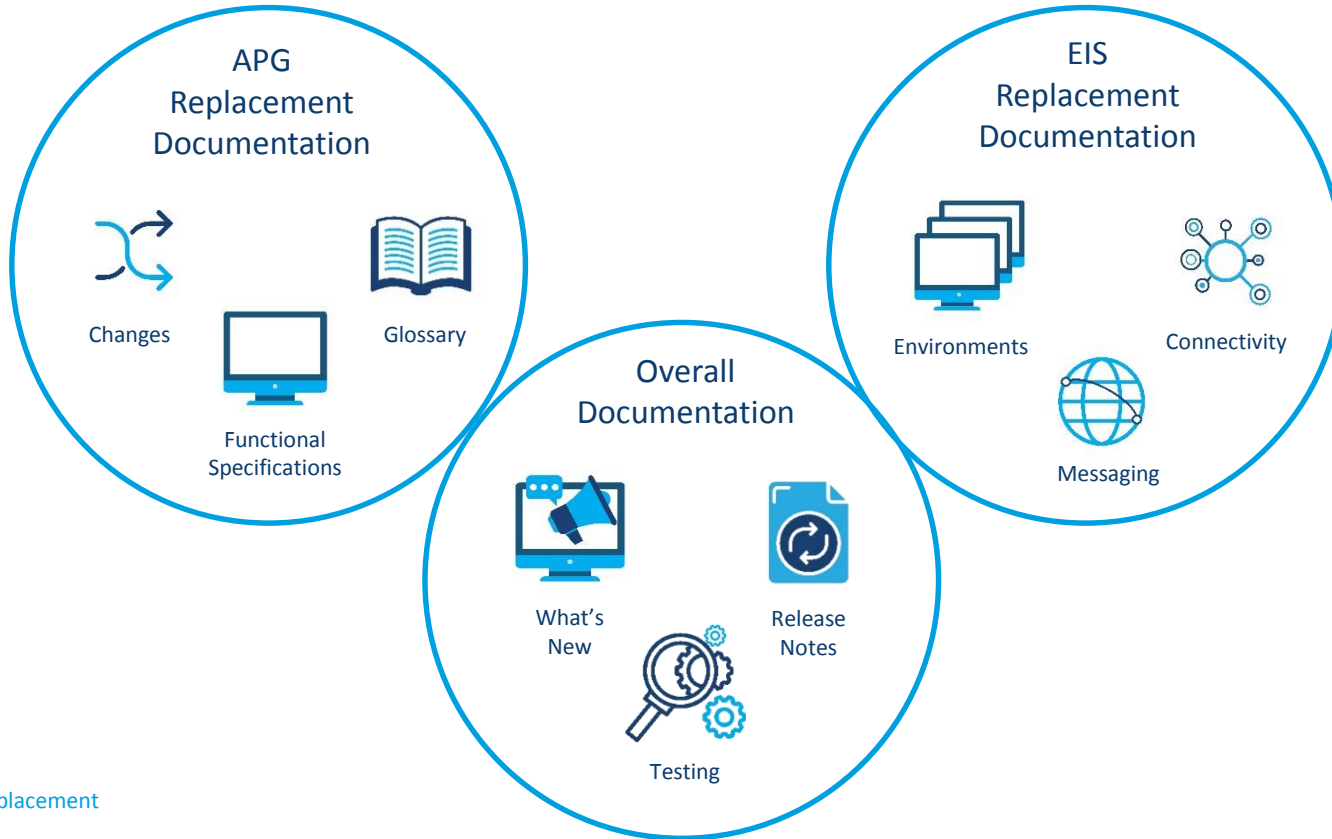 APG
Replacement
Documentation
Changes
Glossary
Functional
Specifications
EIS
Replacement
Documentation
Environments
Connectivity
Messaging
Overall
Documentation
What's
New
Release
Notes
Testing
placement